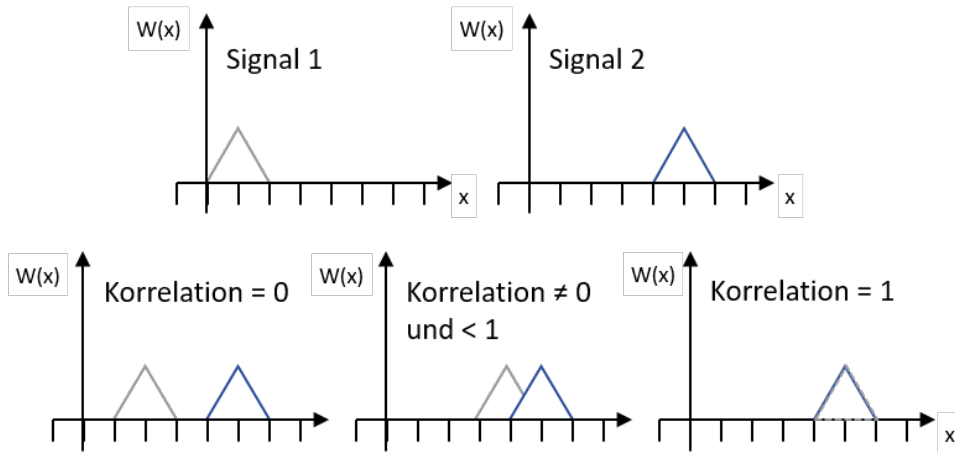 W(x)
Signal 1
x
W(x)
Signal 2
x
W(x)
Korrelation = 0
W(x)
Korrelation ≠ 0
und < 1
W(x)
Korrelation = 1
x